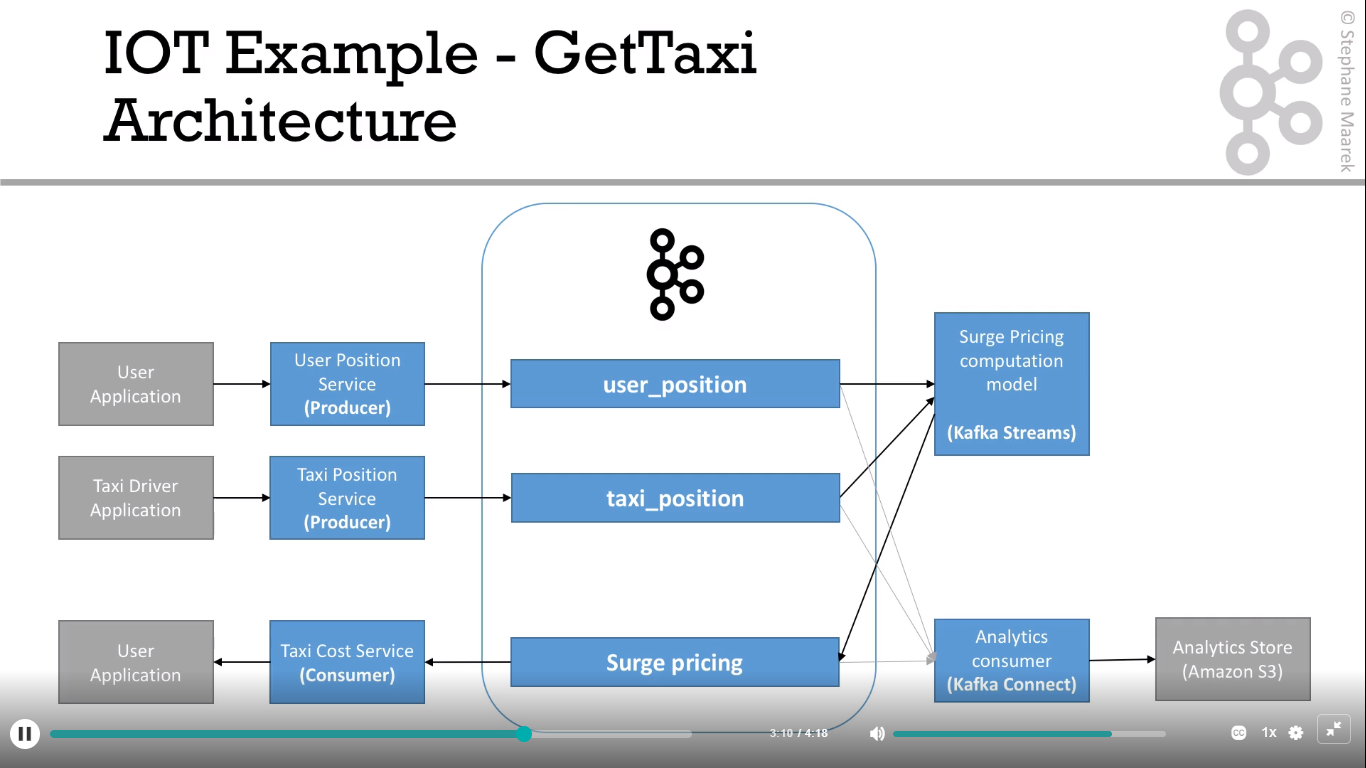 IOT Example - GetTaxi
Architecture
© Stephane Maarek
User
Application
User Position
Service
(Producer)
user_position
Surge Pricing
computation
model
(Kafka Streams)
Taxi Driver
Application
Taxi Position
Service
(Producer)
taxi_position
User
Application
Taxi Cost Service
(Consumer)
Surge pricing
Analytics
consumer
(Kafka Connect)
Analytics Store
(Amazon S3)
3:10 / 4:18
CC
1x